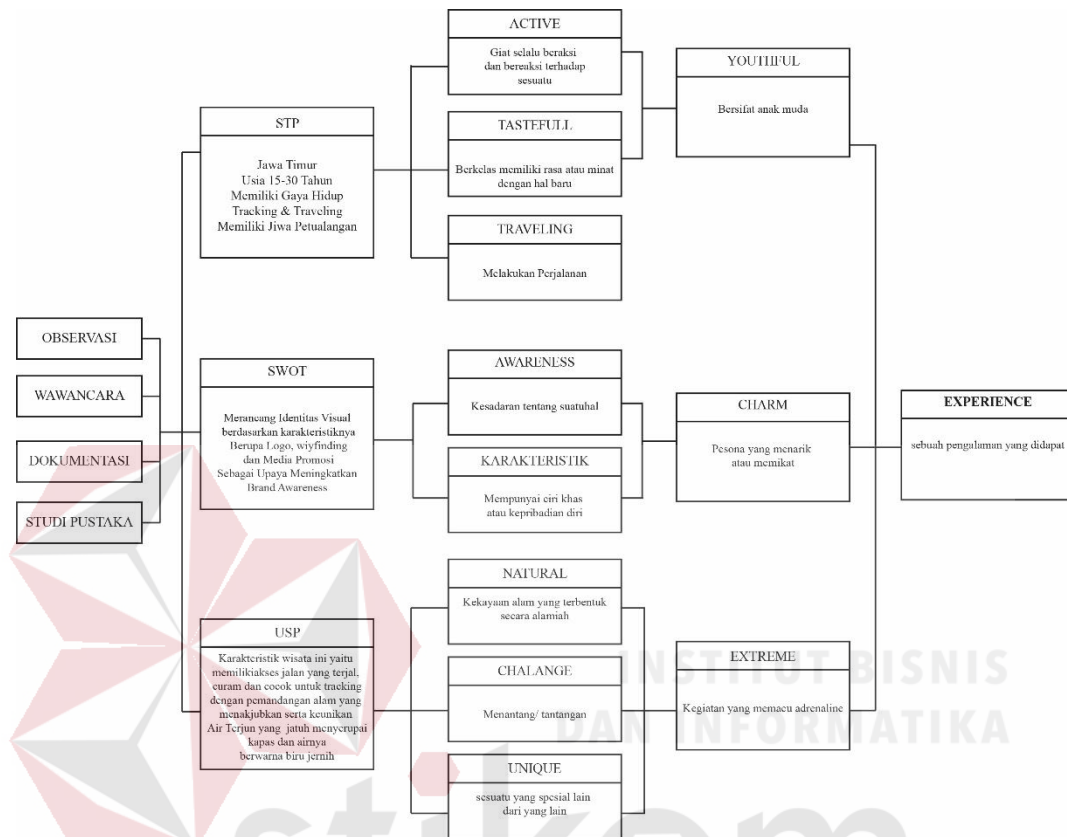 OBSERVASI
WAWANCARA
DOKUMENTASI
STUDI PUSTAKA
STP
Jawa Timur
Usia 15-30 Tahun
Memiliki Gaya Hidup
Tracking & Traveling
Memiliki Jiwa Petualangan
SWOT
Merancang Identitas Visual
berdasarkan karakteristiknya
Berupa Logo, wiyfinding
dan Media Promosi
Sebagai Upaya Meningkatkan
Brand Awareness
USP
Karakteristik wisata ini yaitu
memilikiakses jalan yang terjal,
curam dan cocok untuk tracking
dengan pemandangan alam yang
menakjubkan serta keunikan
Air Terjun yang jatuh menyerupai
kapas dan airnya
berwarna biru jernih
ACTIVE
Giat selalu beraksi
dan bereaksi terhadap
sesuatu
TASTEFULL
Berkelas memiliki rasa atau minat
dengan hal baru
TRAVELING
Melakukan Perjalanan
AWARENESS
Kesadaran tentang suatuhal
KARAKTERISTIK
Mempunyai ciri khas
atau kepribadian diri
NATURAL
Kekayaan alam yang terbentuk
secara alamiah
CHALANGE
Menantang/ tantangan
UNIQUE
sesuatu yang spesial lain
dari yang lain
YOUTHFUL
Bersifat anak muda
CHARM
Pesona yang menarik
atau memikat
EXTREME
Kegiatan yang memacu adrenaline
EXPERIENCE
sebuah pengalaman yang didapat
INSTITUT BISNIS
DAN INFORMATIKA
stikom